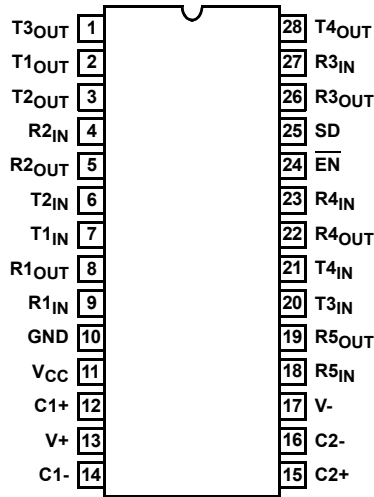 T3OUT 1 28 T4OUT
T1OUT 2 27 R3IN
T2OUT 3 26 R3OUT
R2IN 4 25 SD
R2OUT 5 24 EN
T2IN 6 23 R4IN
T1IN 7 22 R4OUT
R1OUT 8 21 T4IN
R1IN 9 20 T3IN
GND 10 19 R5OUT
VCC 11 18 R5IN
C1+ 12 17 V-
V+ 13 16 C2-
C1- 14 15 C2+